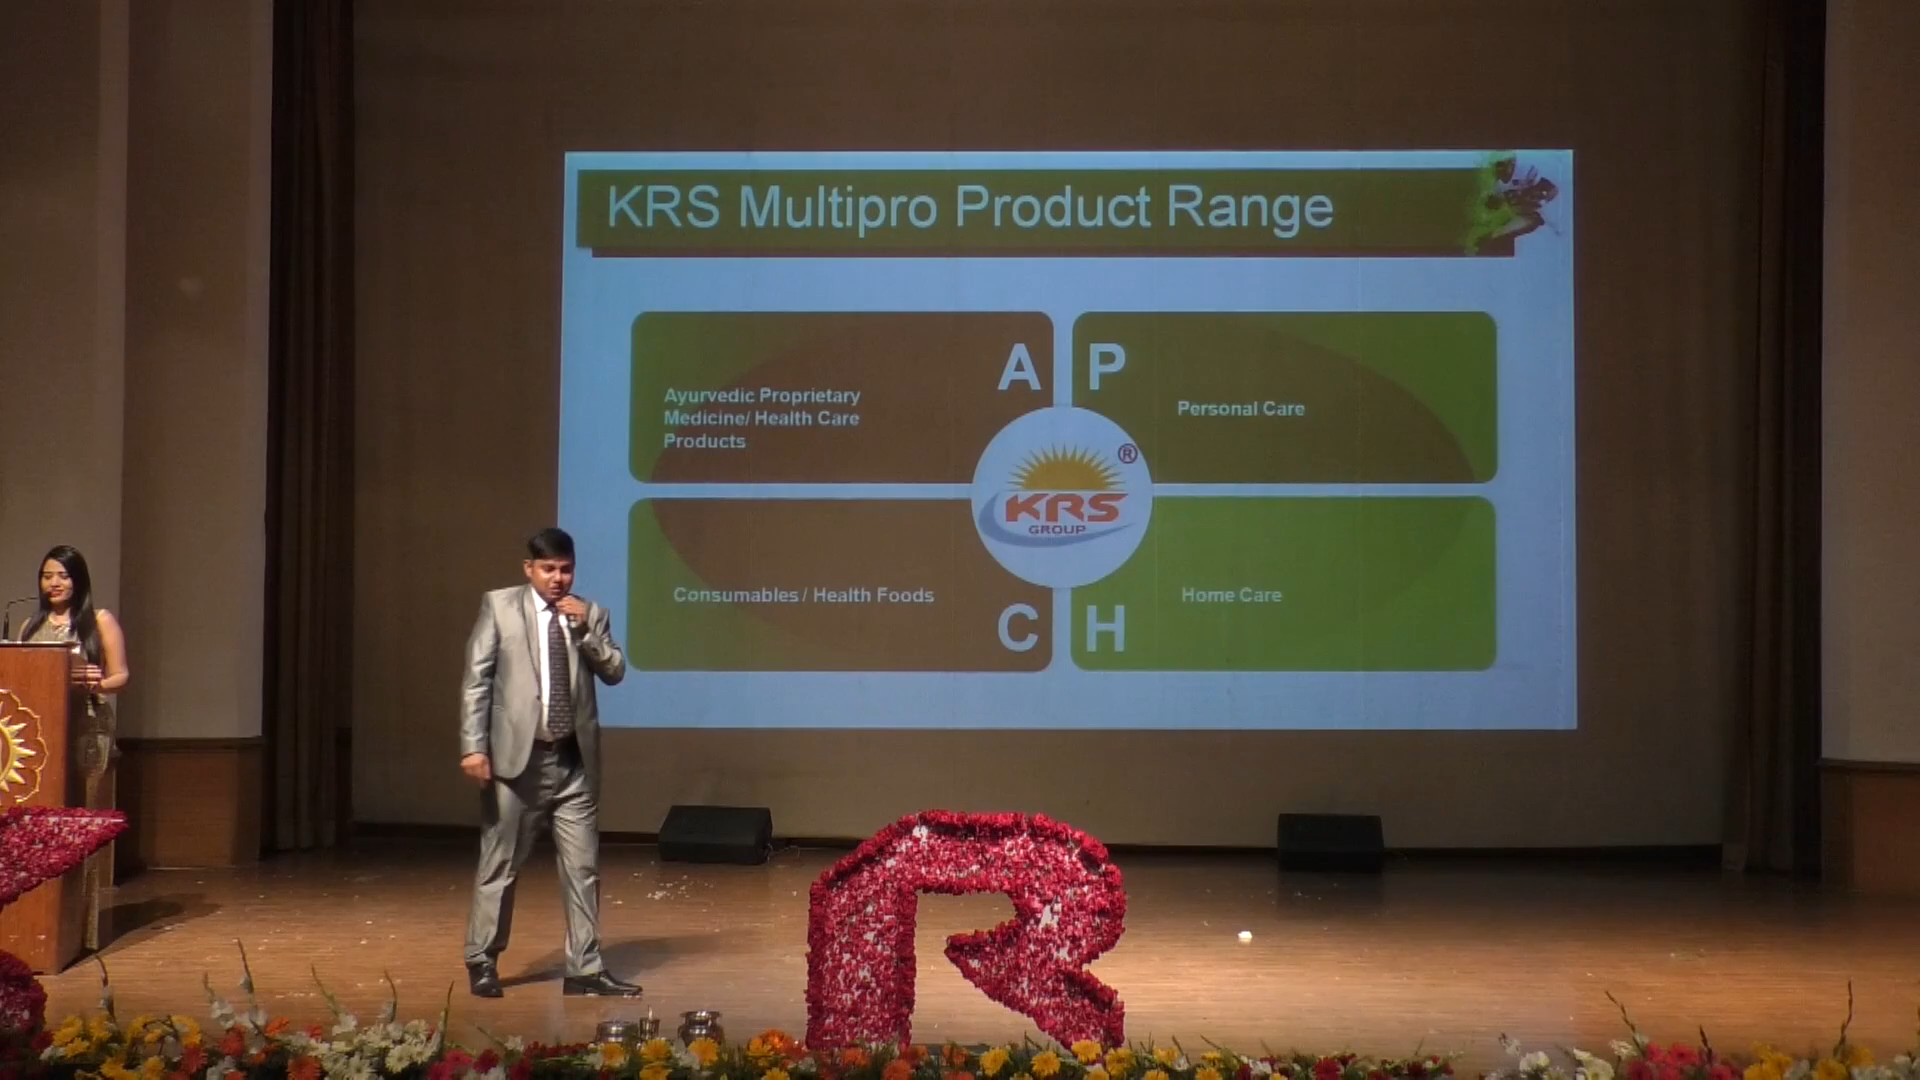 KRS Multipro Product Range
A
P
Ayurvedic Proprietary
Medicine/ Health Care
Products
Personal Care
®
KRS
GROUP
Consumables / Health Foods
Home Care
C
H
R